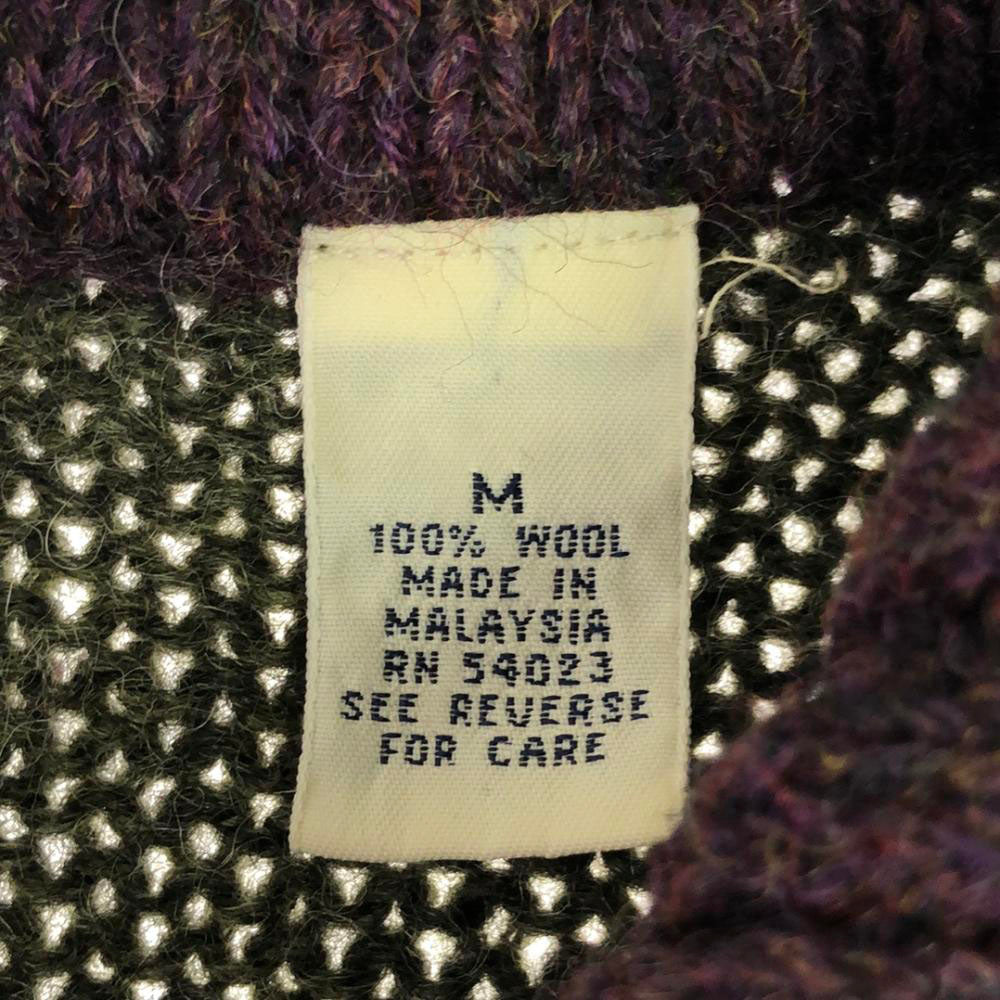 M
100% WOOL
MADE IN
MALAYSIA
RN 54023
SEE REVERSE
FOR CARE